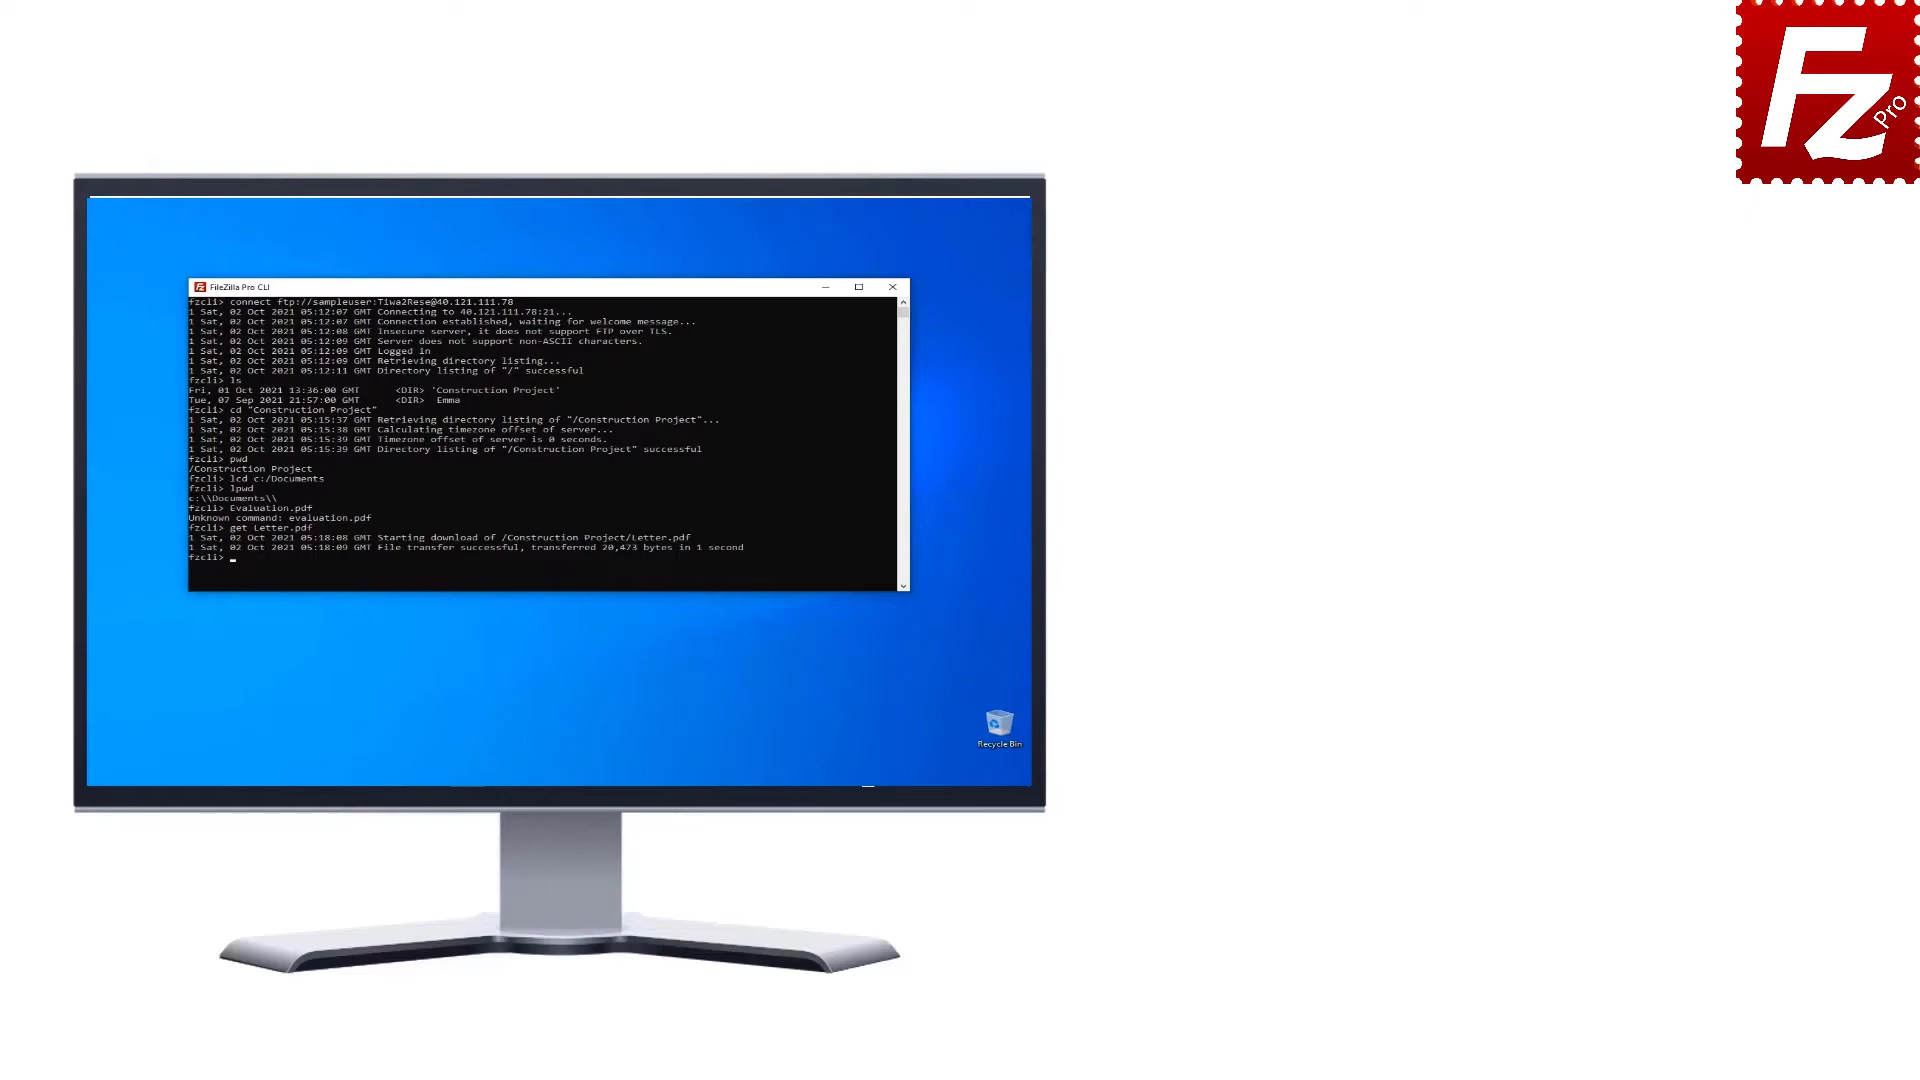 FZ Pro
FileZilla Pro CLI
fzcli> connect ftp://sampleuser:Tiwa2Rese@40.121.111.78
1 Sat, 02 Oct 2021 05:12:07 GMT Connecting to 40.121.111.78:21...
1 Sat, 02 Oct 2021 05:12:07 GMT Connection established, waiting for welcome message...
1 Sat, 02 Oct 2021 05:12:08 GMT Insecure server, it does not support FTP over TLS.
1 Sat, 02 Oct 2021 05:12:09 GMT Server does not support non-ASCII characters.
1 Sat, 02 Oct 2021 05:12:09 GMT Logged in
1 Sat, 02 Oct 2021 05:12:09 GMT Retrieving directory listing...
1 Sat, 02 Oct 2021 05:12:11 GMT Directory listing of "/" successful
fzcli> ls
Fri, 01 Oct 2021 13:36:00 GMT <DIR> 'Construction Project'
Tue, 07 Sep 2021 21:57:00 GMT <DIR> Emma
fzcli> cd "Construction Project"
1 Sat, 02 Oct 2021 05:15:37 GMT Retrieving directory listing of "/Construction Project"...
1 Sat, 02 Oct 2021 05:15:38 GMT Calculating timezone offset of server...
1 Sat, 02 Oct 2021 05:15:39 GMT Timezone offset of server is 0 seconds.
1 Sat, 02 Oct 2021 05:15:39 GMT Directory listing of "/Construction Project" successful
fzcli> pwd
/Construction Project
fzcli> lcd c:/Documents
fzcli> lpwd
c:\\Documents\\
fzcli> Evaluation.pdf
Unknown command: evaluation.pdf
fzcli> get Letter.pdf
1 Sat, 02 Oct 2021 05:18:08 GMT Starting download of /Construction Project/Letter.pdf
1 Sat, 02 Oct 2021 05:18:09 GMT File transfer successful, transferred 20,473 bytes in 1 second
fzcli> _
Recycle Bin